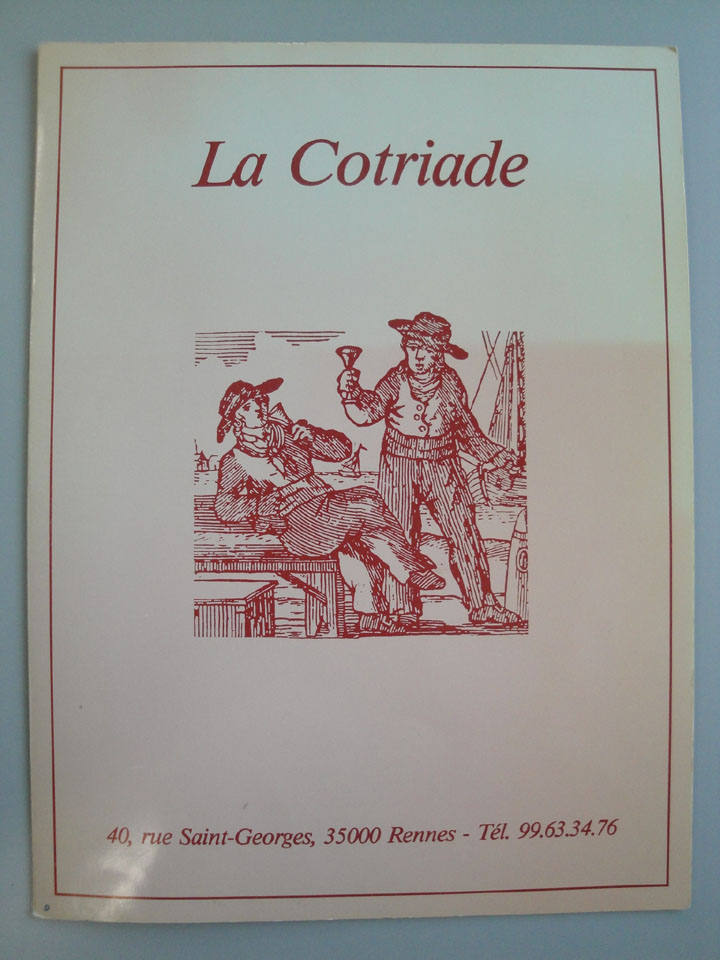 La Cotriade
40, rue Saint-Georges, 35000 Rennes - Tél. 99.63.34.76